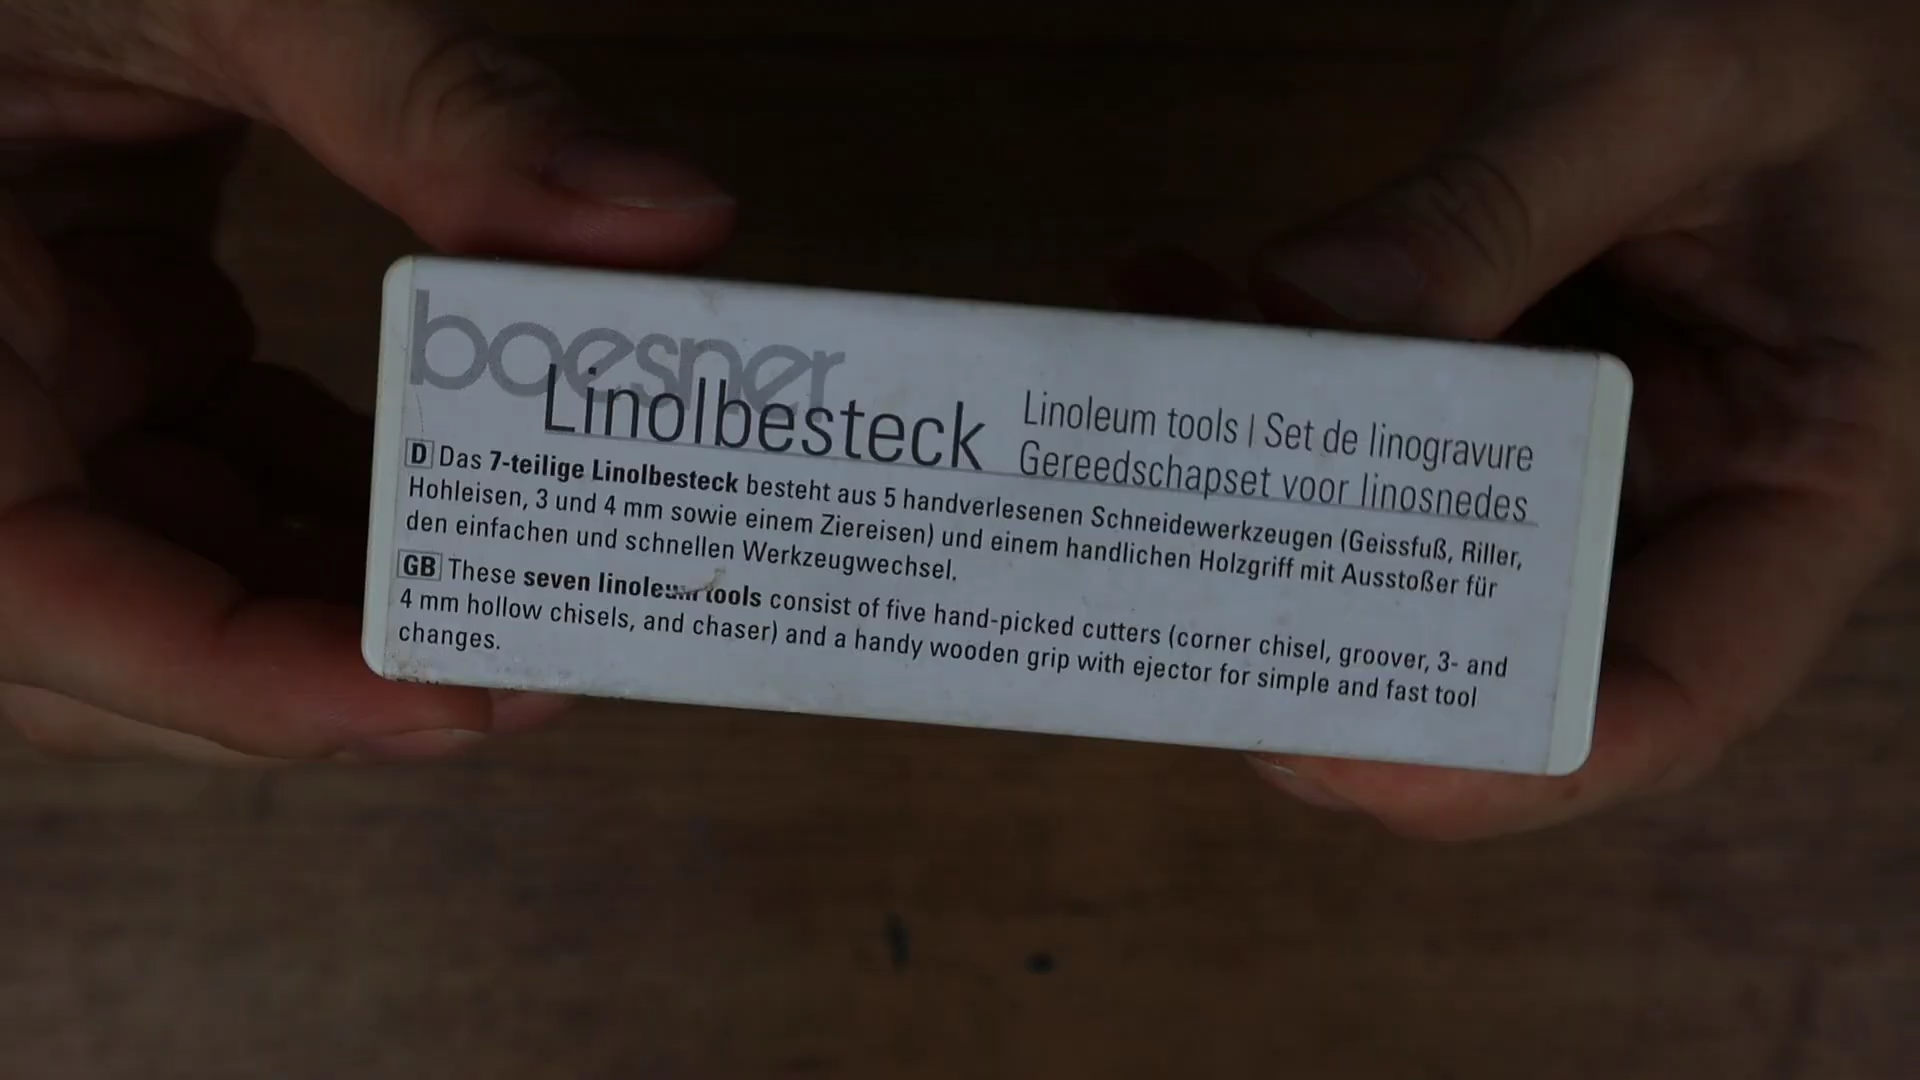 boesner
Linolbesteck
Linoleum tools | Set de linogravure
Gereedschapset voor linosnedes
D Das 7-teilige Linolbesteck besteht aus 5 handverlesenen Schneidewerkzeugen (Geissfuß, Riller,
Hohleisen, 3 und 4 mm sowie einem Ziereisen) und einem handlichen Holzgriff mit Ausstoßer für
den einfachen und schnellen Werkzeugwechsel.
GB These seven linoleum tools consist of five hand-picked cutters (corner chisel, groover, 3- and
4 mm hollow chisels, and chaser) and a handy wooden grip with ejector for simple and fast tool
changes.